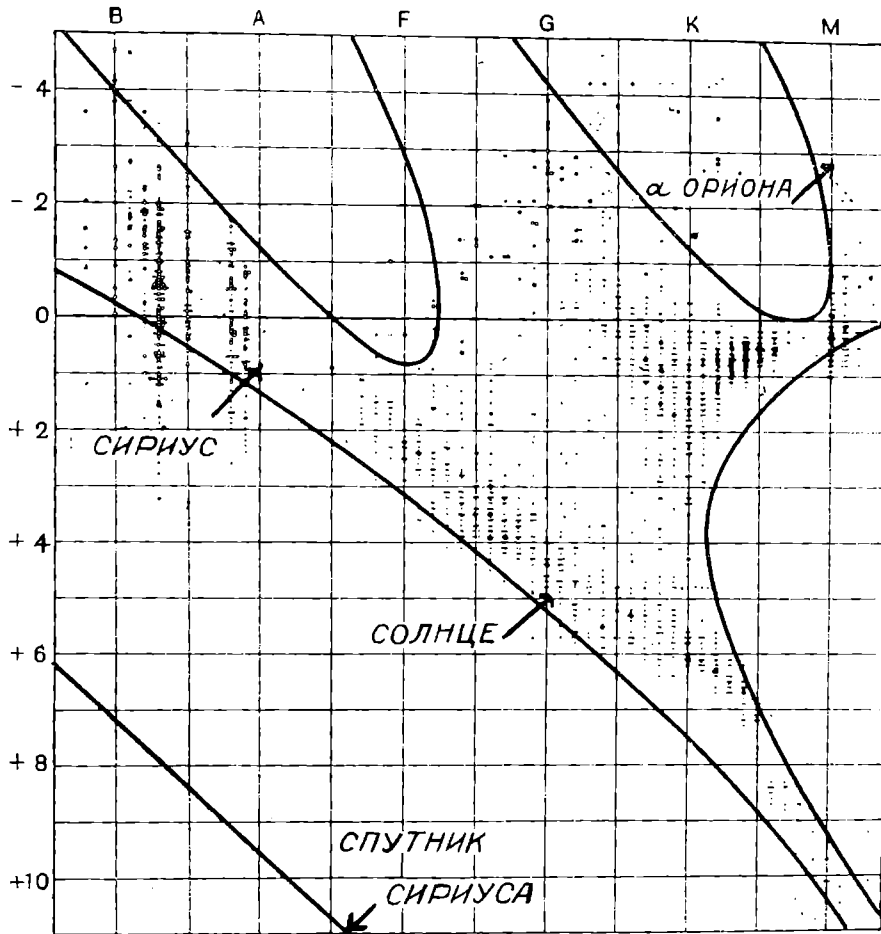 B A F G K M
- 4
- 2
0
+ 2
+ 4
+ 6
+ 8
+10
α ОРИОНА
СИРИУС
СОЛНЦЕ
СПУТНИК
СИРИУСА